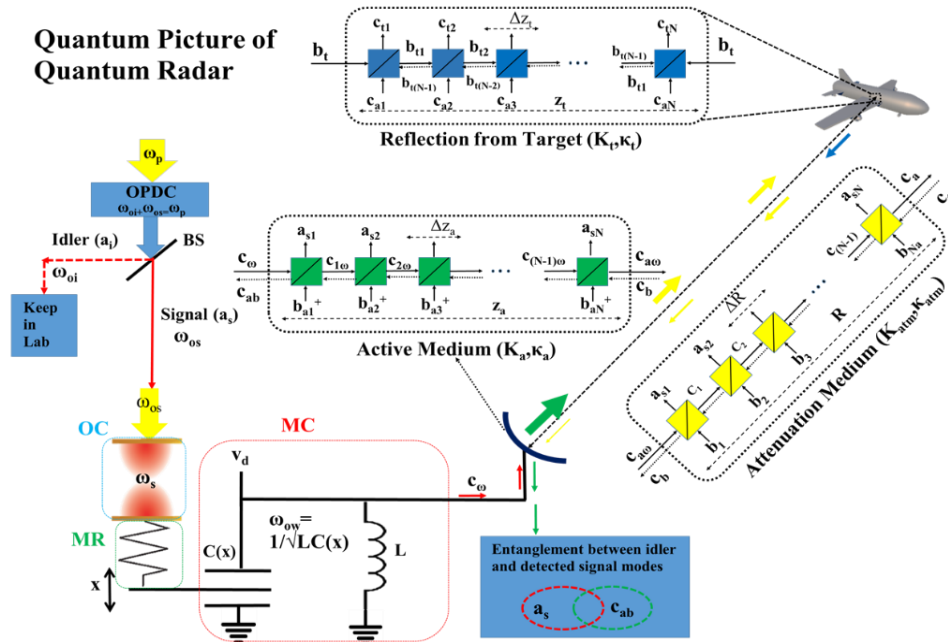 Quantum Picture of
Quantum Radar
c_t1 c_t2 Δz_t c_tN
b_t b_t1 b_t2 b_t(N-1) b_t
b_t(N-1) b_t(N-2) b_t1
c_a1 c_a2 c_a3 z_t c_aN
Reflection from Target (K_t,κ_t)
ω_p
OPDC
ω_oi+ω_os=ω_p
BS
Idler (a_i)
ω_oi
Keep
in
Lab
Signal (a_s)
ω_os
a_s1 a_s2 Δz_a a_sN
c_ω c_1ω c_2ω c_(N-1)ω c_aω
c_ab c_b
b_a1^+ b_a2^+ b_a3^+ z_a b_aN^+
Active Medium (K_a,κ_a)
a_sN c_a
c
c_(N-1) b_Na
ΔR R
a_s2 C_2 b_3
a_s1 C_1 b_2
c_aω b_1
c_b
Attenuation Medium (K_atm,κ_atm)
ω_os
OC
ω_s
MR
x
MC
v_d
c_ω
ω_oω=
1/√LC(x)
C(x)
L
Entanglement between idler
and detected signal modes
a_s c_ab